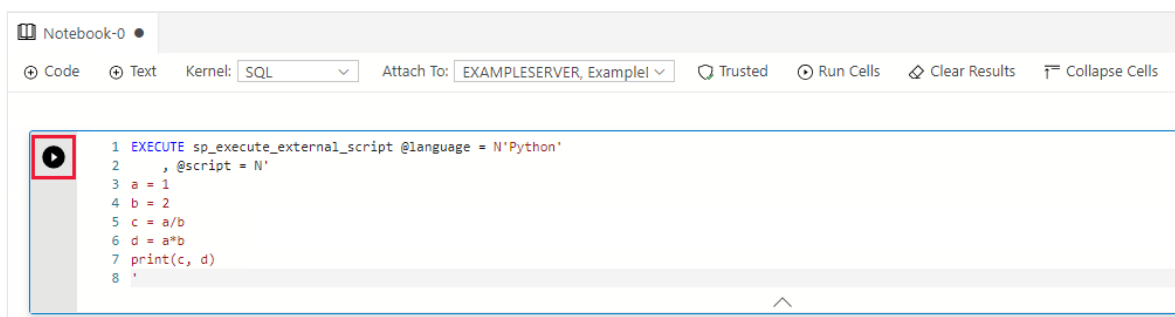 Notebook-0
Code Text Kernel: SQL Attach To: EXAMPLESERVER, Examplel Trusted Run Cells Clear Results Collapse Cells
1 EXECUTE sp_execute_external_script @language = N'Python'
2 , @script = N'
3 a = 1
4 b = 2
5 c = a/b
6 d = a*b
7 print(c, d)
8 '